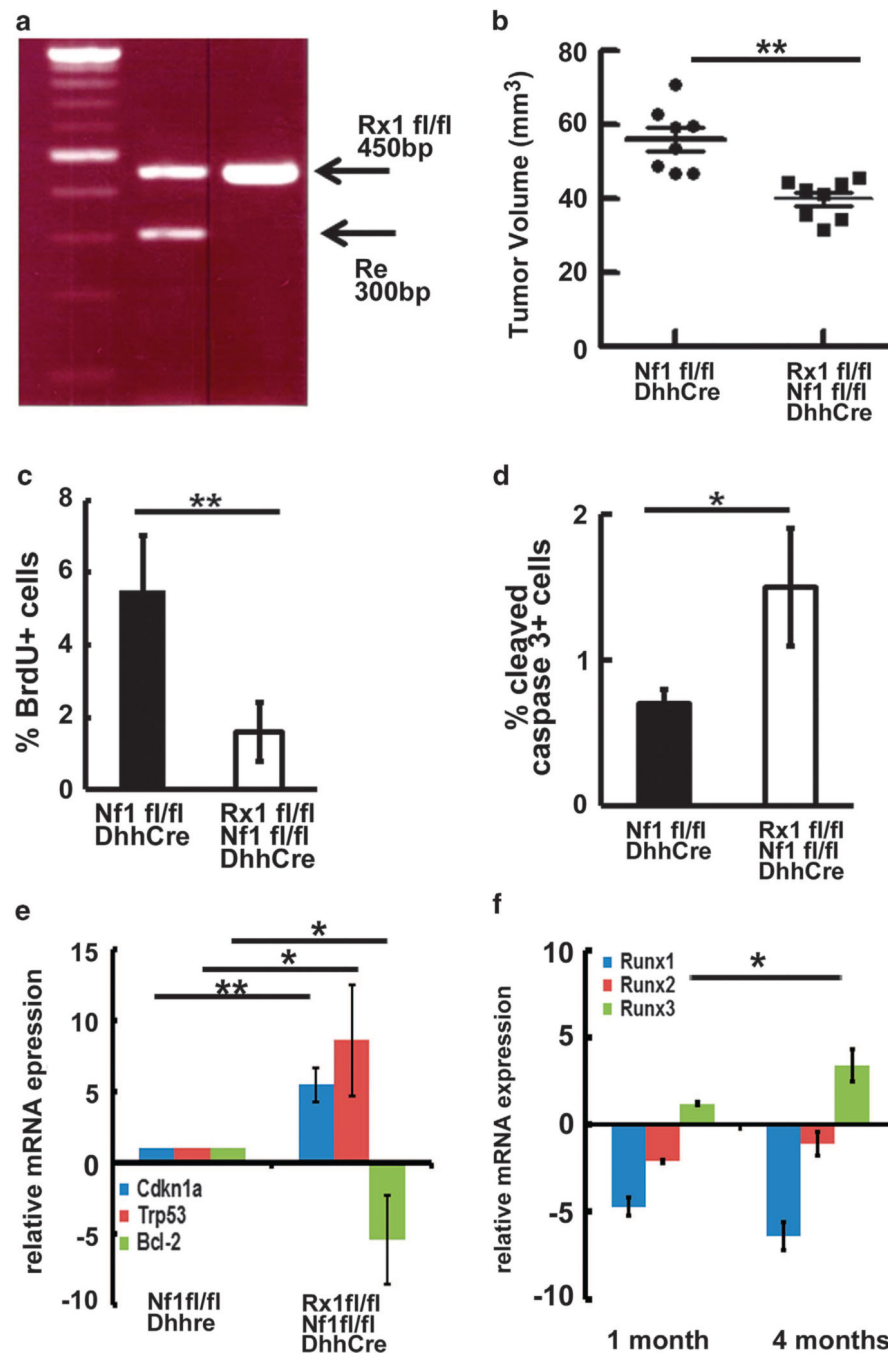 a
Rx1 fl/fl
450bp
Re
300bp
b
**
Tumor Volume (mm³)
80
60
40
20
0
Nf1 fl/fl
DhhCre
Rx1 fl/fl
Nf1 fl/fl
DhhCre
c
**
% BrdU+ cells
8
6
4
2
0
Nf1 fl/fl
DhhCre
Rx1 fl/fl
Nf1 fl/fl
DhhCre
d
*
% cleaved
caspase 3+ cells
2
1
0
Nf1 fl/fl
DhhCre
Rx1 fl/fl
Nf1 fl/fl
DhhCre
e
*
*
**
relative mRNA epression
15
10
5
0
-5
-10
Cdkn1a
Trp53
Bcl-2
Nf1fl/fl
Dhhre
Rx1fl/fl
Nf1fl/fl
DhhCre
f
Runx1
Runx2
Runx3
*
relative mRNA expression
10
5
0
-5
-10
1 month
4 months